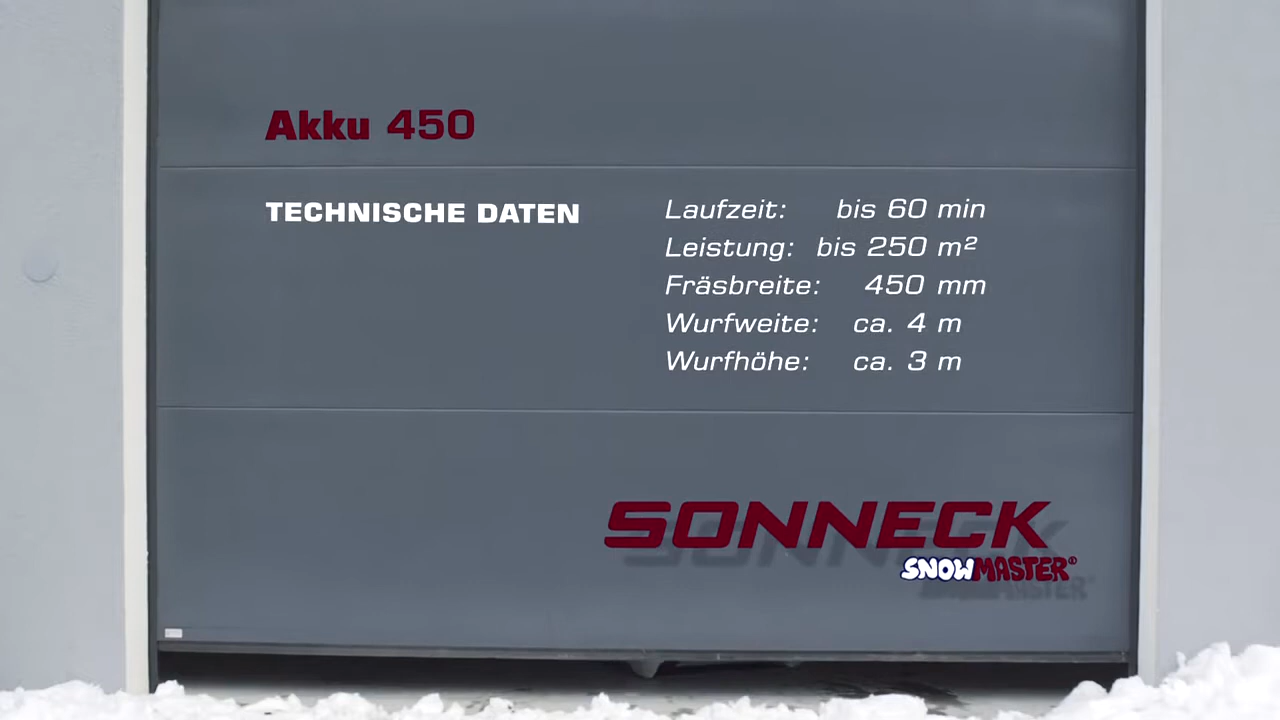 Akku 450
TECHNISCHE DATEN
Laufzeit: bis 60 min
Leistung: bis 250 m²
Fräsbreite: 450 mm
Wurfweite: ca. 4 m
Wurfhöhe: ca. 3 m
SONNECK
SNOWMASTER®